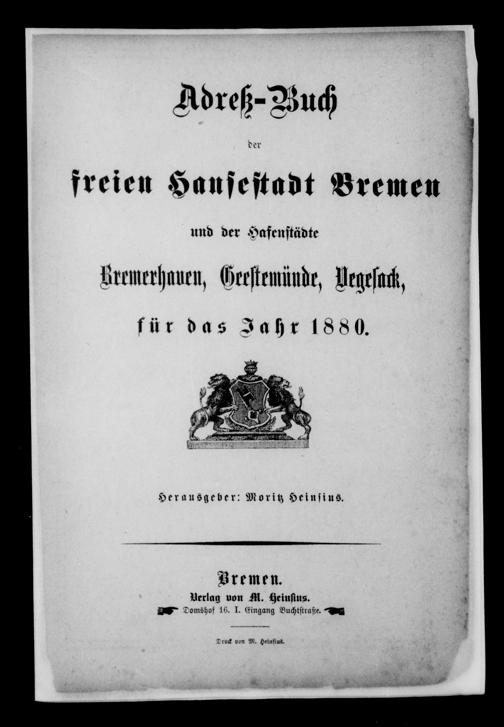 Adreß-Buch
der
freien Hansestadt Bremen
und der Hafenstädte
Bremerhaven, Geestemünde, Vegesack,
für das Jahr 1880.
Herausgeber: Moritz Heinsius.
Bremen.
Verlag von M. Heinsius.
Domshof 16. I. Eingang Buchtstraße.
Druck von M. Heinsius.